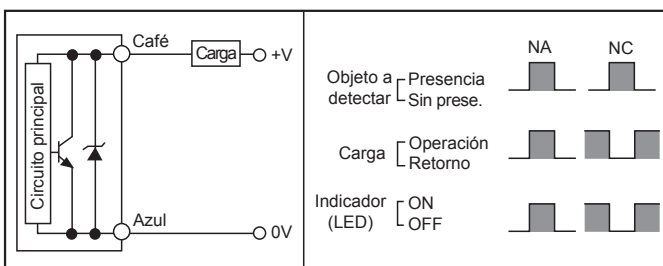 Café
Carga
+V
Circuito principal
Azul
0V
NA NC
Objeto a detectar
Presencia
Sin prese.
Carga
Operación
Retorno
Indicador (LED)
ON
OFF